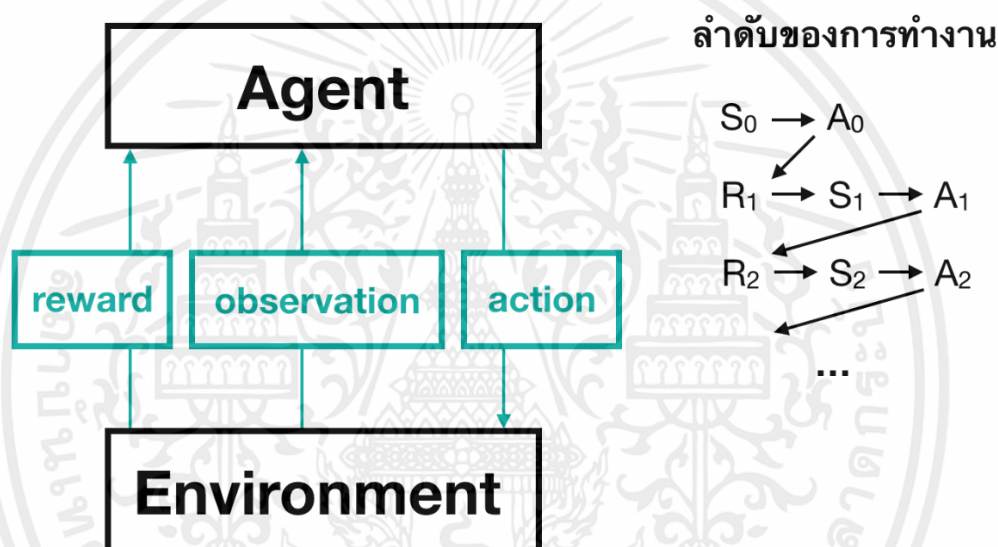 Agent
reward
observation
action
Environment
ลำดับของการทำงาน
S₀ → A₀
R₁ → S₁ → A₁
R₂ → S₂ → A₂
...